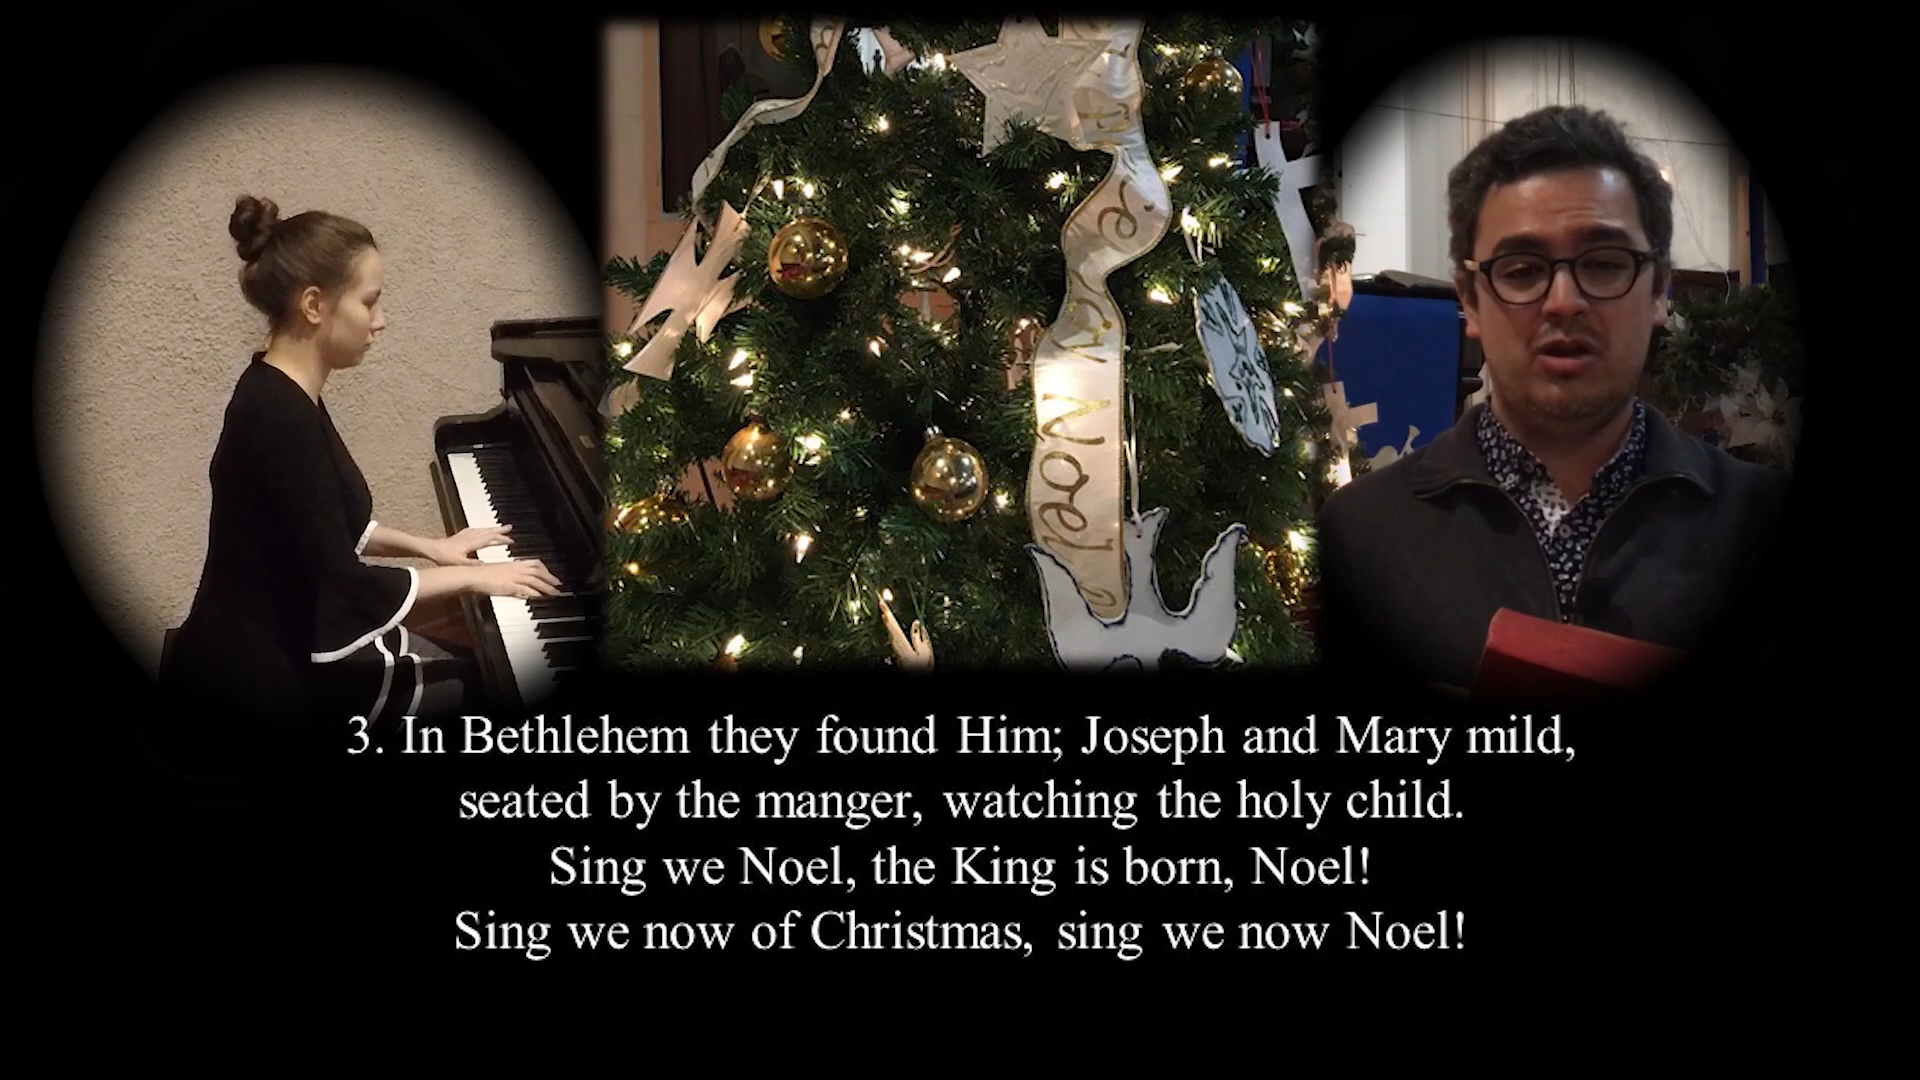 Noel
3. In Bethlehem they found Him; Joseph and Mary mild,
seated by the manger, watching the holy child.
Sing we Noel, the King is born, Noel!
Sing we now of Christmas, sing we now Noel!